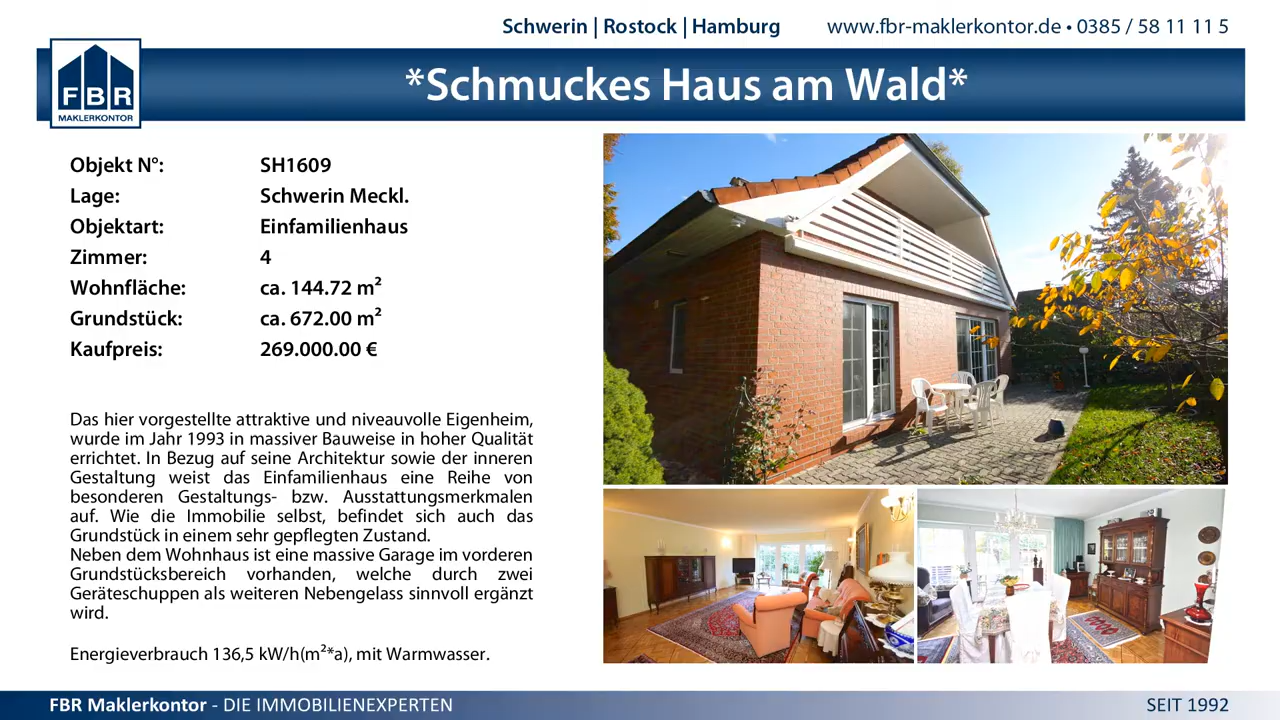 Schwerin | Rostock | Hamburg www.fbr-maklerkontor.de • 0385 / 58 11 11 5
FBR
MAKLERKONTOR
*Schmuckes Haus am Wald*
Objekt N°: SH1609
Lage: Schwerin Meckl.
Objektart: Einfamilienhaus
Zimmer: 4
Wohnfläche: ca. 144.72 m²
Grundstück: ca. 672.00 m²
Kaufpreis: 269.000.00 €
Das hier vorgestellte attraktive und niveauvolle Eigenheim,
wurde im Jahr 1993 in massiver Bauweise in hoher Qualität
errichtet. In Bezug auf seine Architektur sowie der inneren
Gestaltung weist das Einfamilienhaus eine Reihe von
besonderen Gestaltungs- bzw. Ausstattungsmerkmalen
auf. Wie die Immobilie selbst, befindet sich auch das
Grundstück in einem sehr gepflegten Zustand.
Neben dem Wohnhaus ist eine massive Garage im vorderen
Grundstücksbereich vorhanden, welche durch zwei
Geräteschuppen als weiteren Nebengelass sinnvoll ergänzt
wird.
Energieverbrauch 136,5 kW/h(m²*a), mit Warmwasser.
FBR Maklerkontor - DIE IMMOBILIENEXPERTEN SEIT 1992